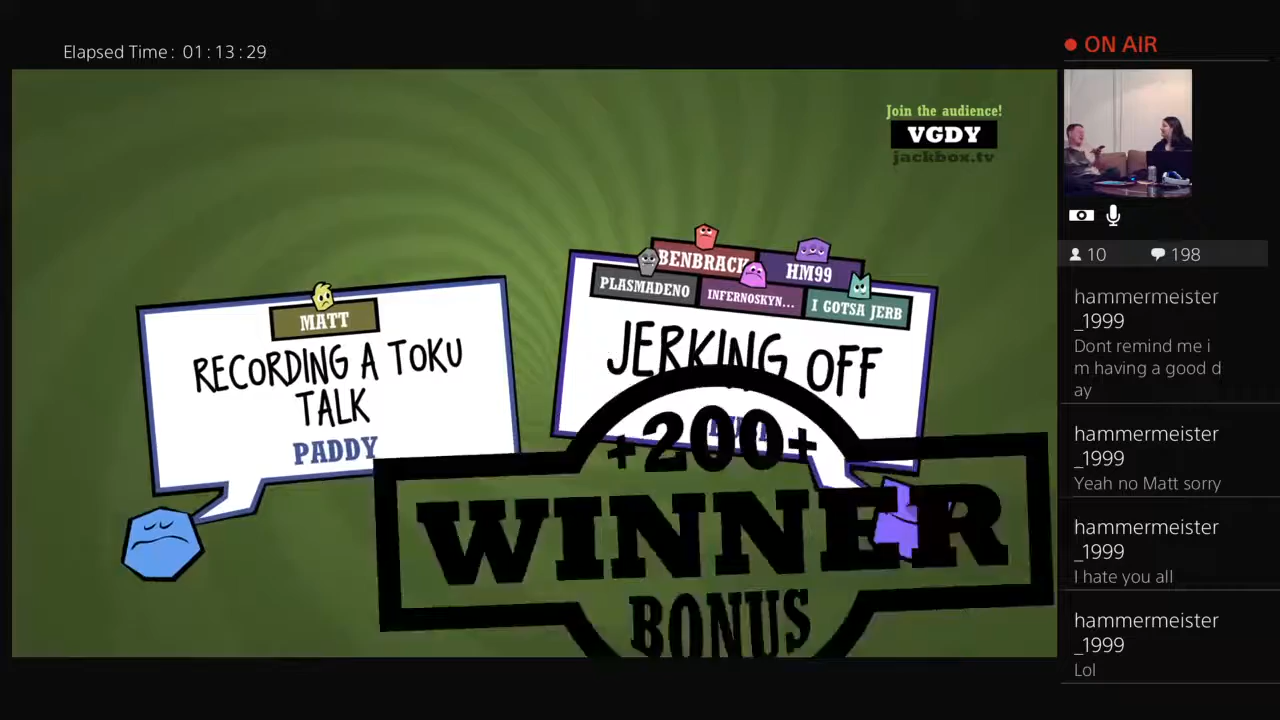 Elapsed Time: 01:13:29
ON AIR
Join the audience!
VGDY
jackbox.tv
MATT
RECORDING A TOKU
TALK
PADDY
BENBRACK
HM99
PLASMADENO
INFERNOSKYN...
I GOTSA JERB
JERKING OFF
+200+
WINNER
BONUS
10
198
hammermeister
_1999
Dont remind me i
m having a good d
ay
hammermeister
_1999
Yeah no Matt sorry
hammermeister
_1999
I hate you all
hammermeister
_1999
Lol